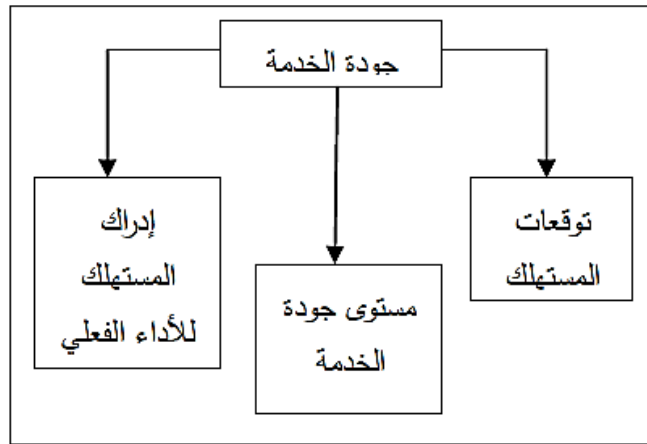 جودة الخدمة
توقعات
المستهلك
مستوى جودة
الخدمة
إدراك
المستهلك
للأداء الفعلي